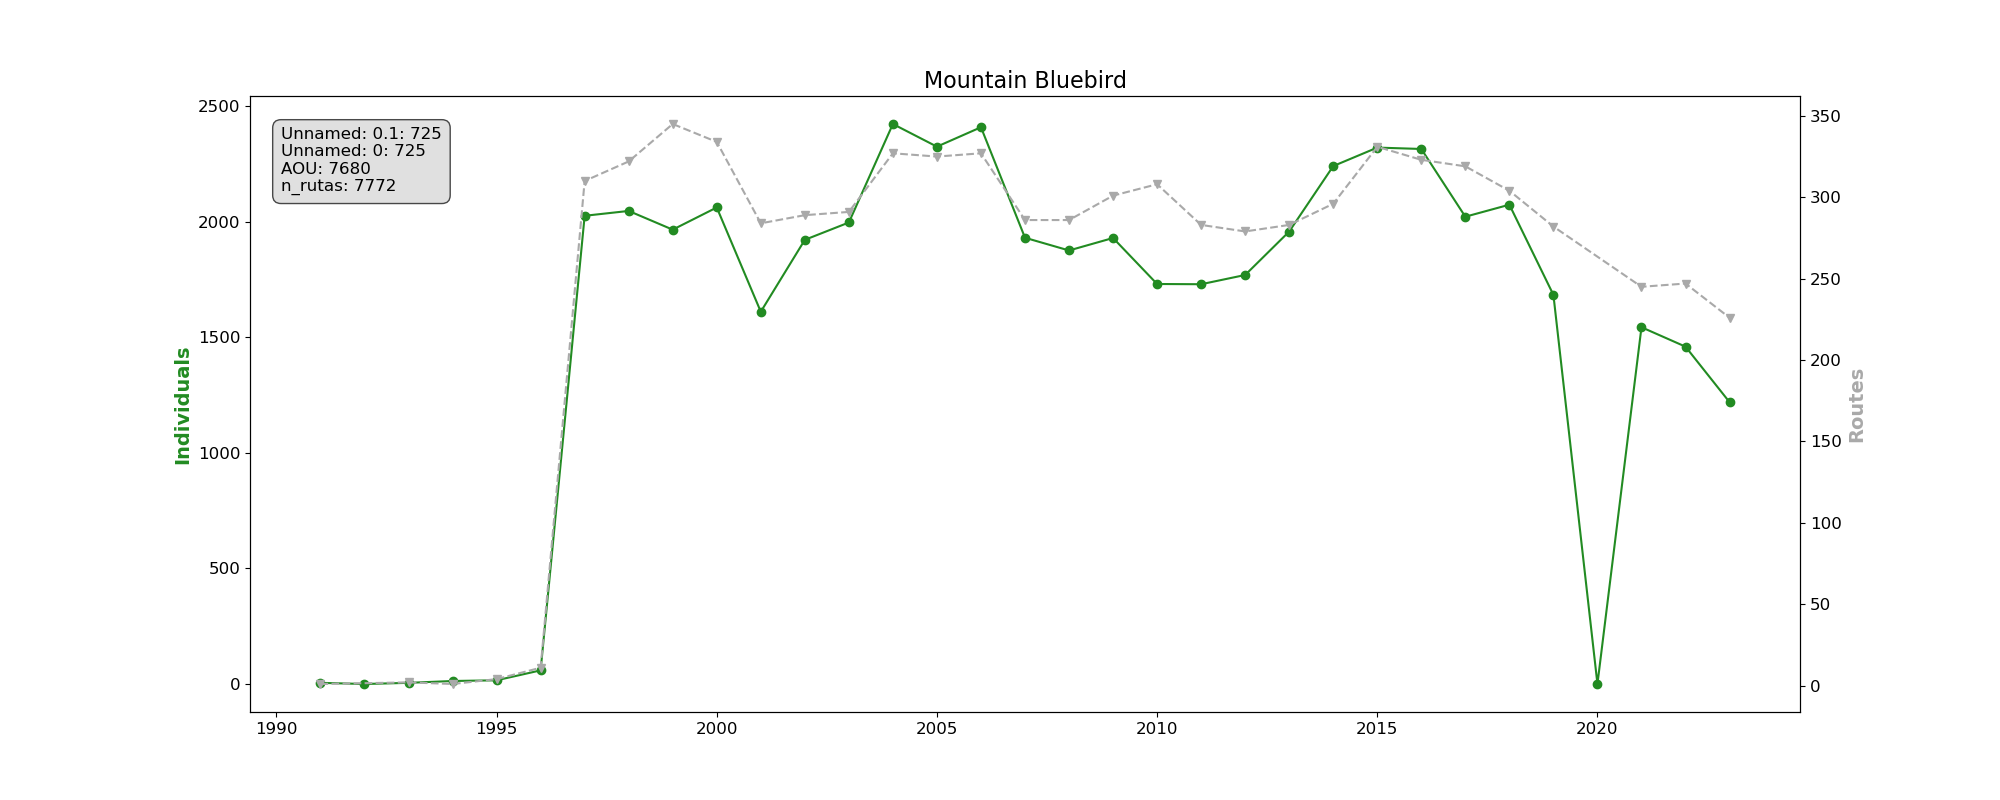 Mountain Bluebird
Unnamed: 0.1: 725
Unnamed: 0: 725
AOU: 7680
n_rutas: 7772
Individuals
2500
2000
1500
1000
500
0
350
300
250
200
150
100
50
0
Routes
1990 1995 2000 2005 2010 2015 2020